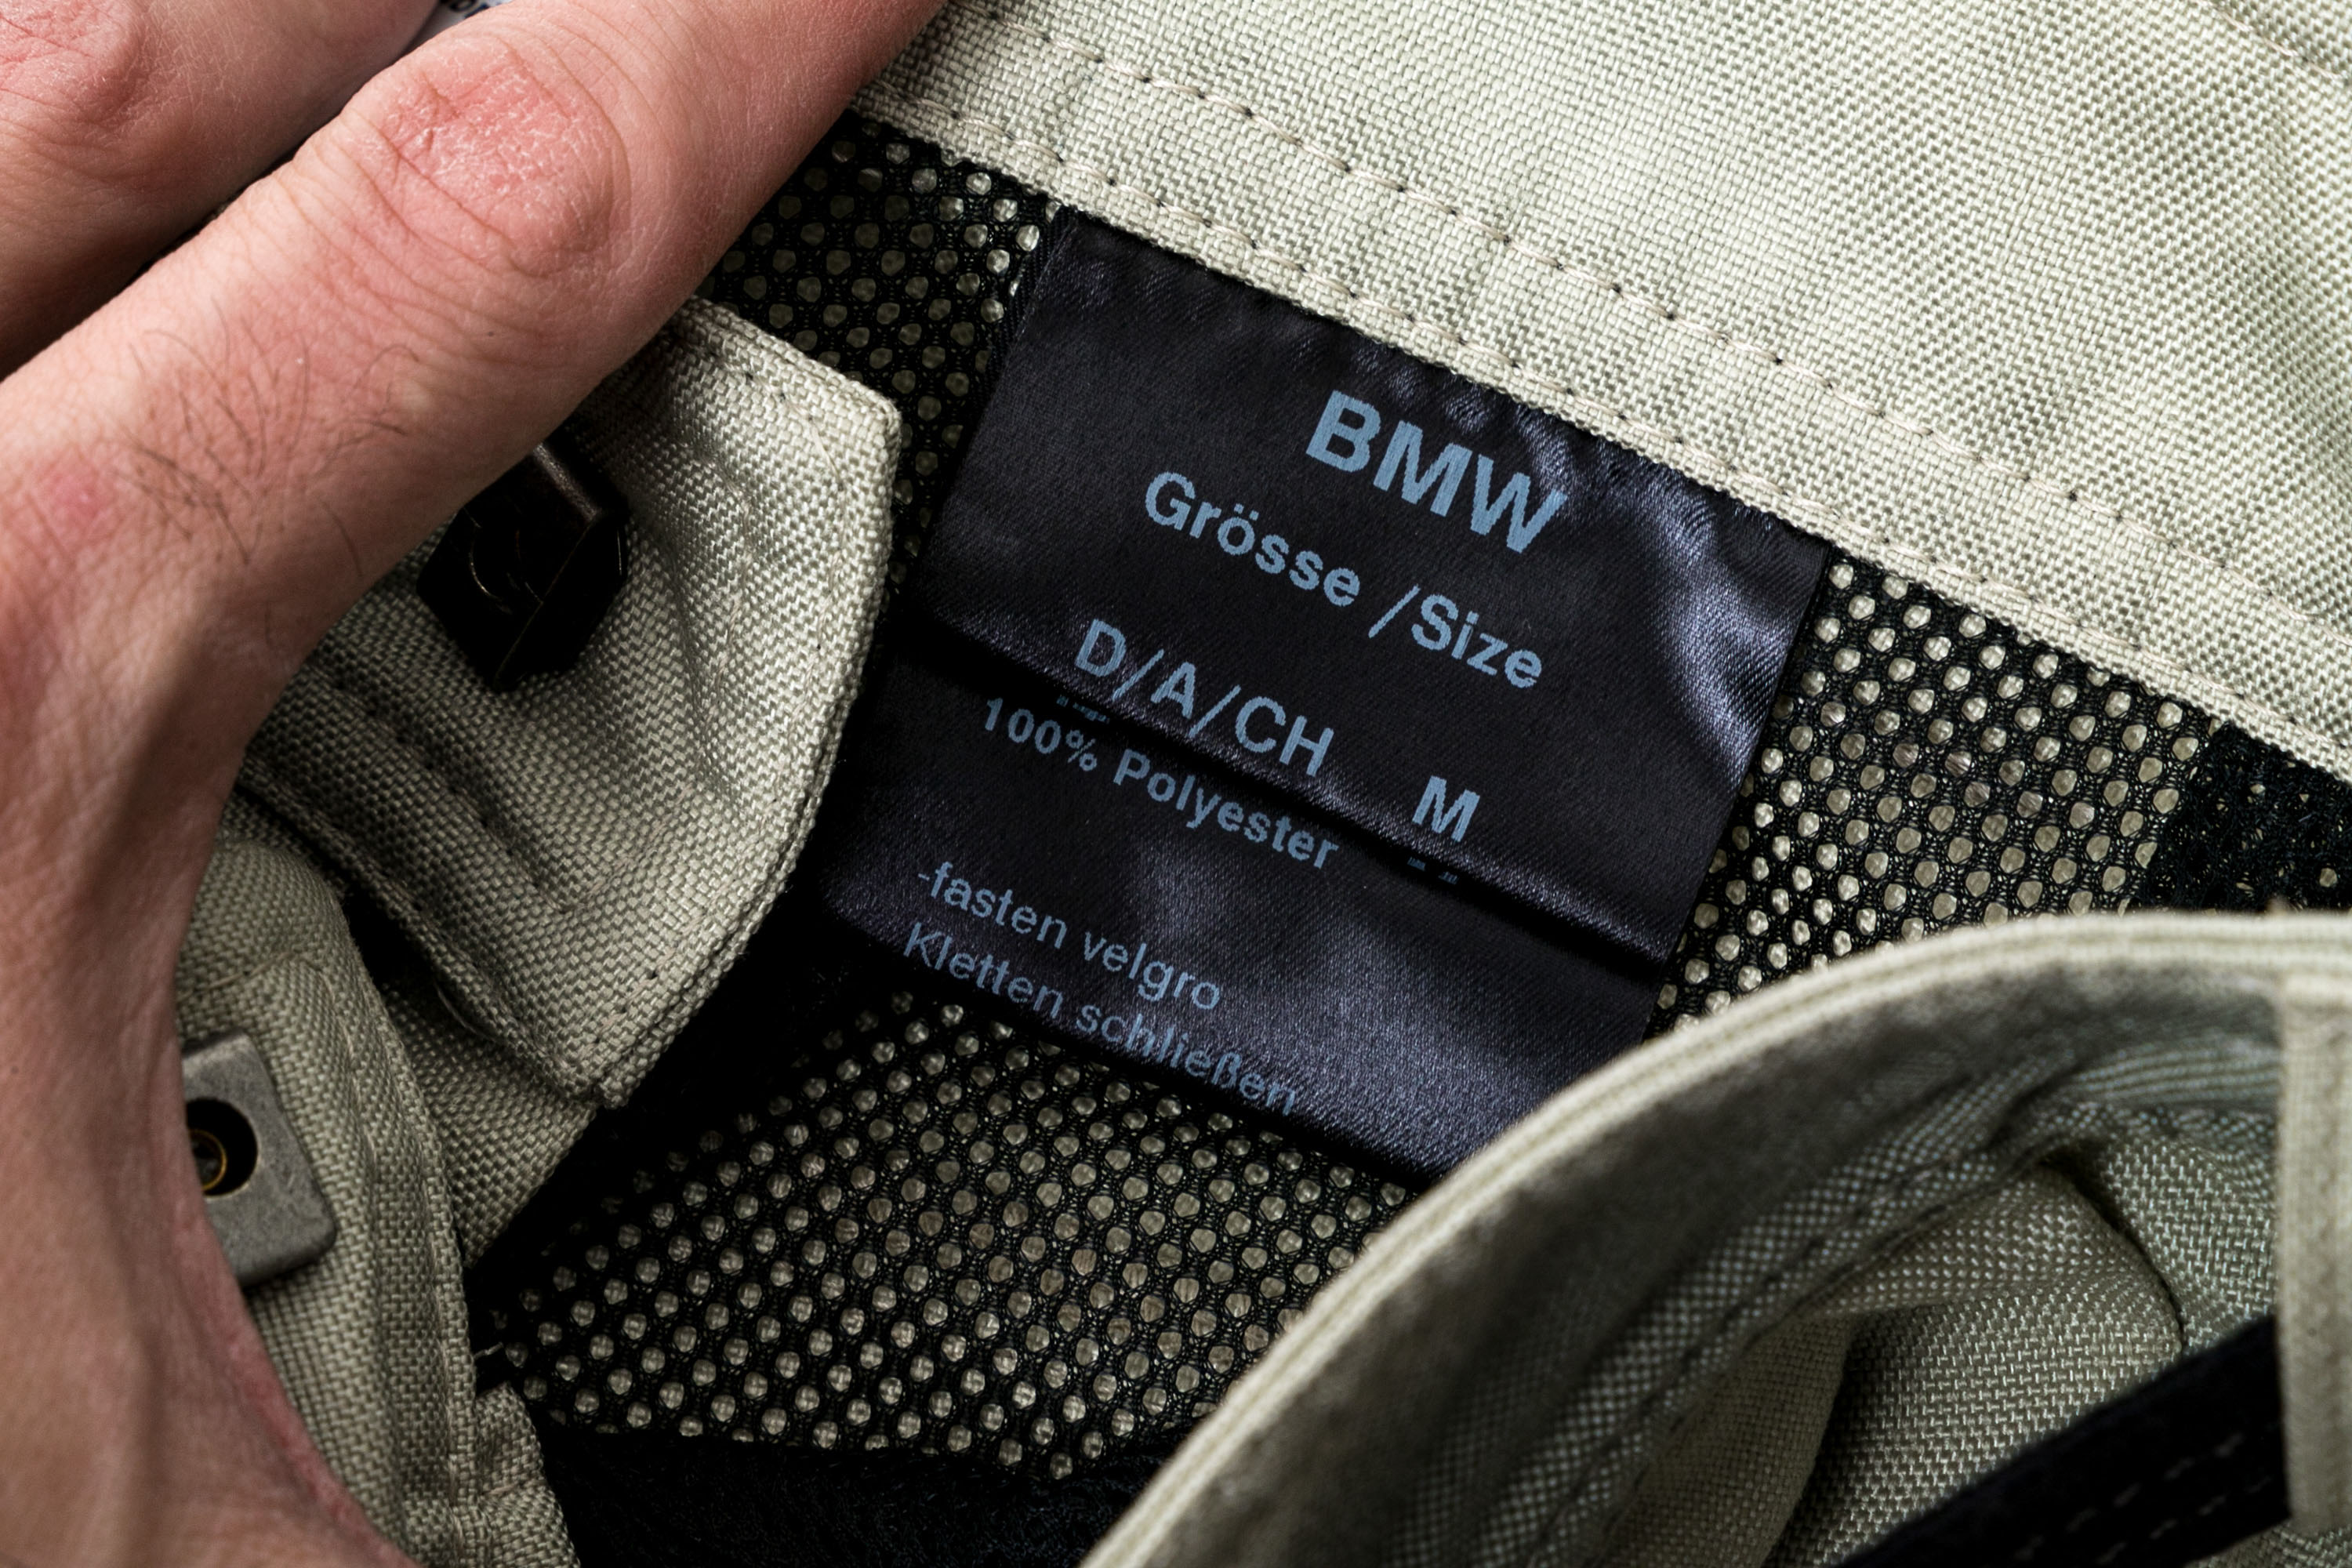 BMW
Grösse /Size
D/A/CH M
100% Polyester
-fasten velgro
Kletten schließen